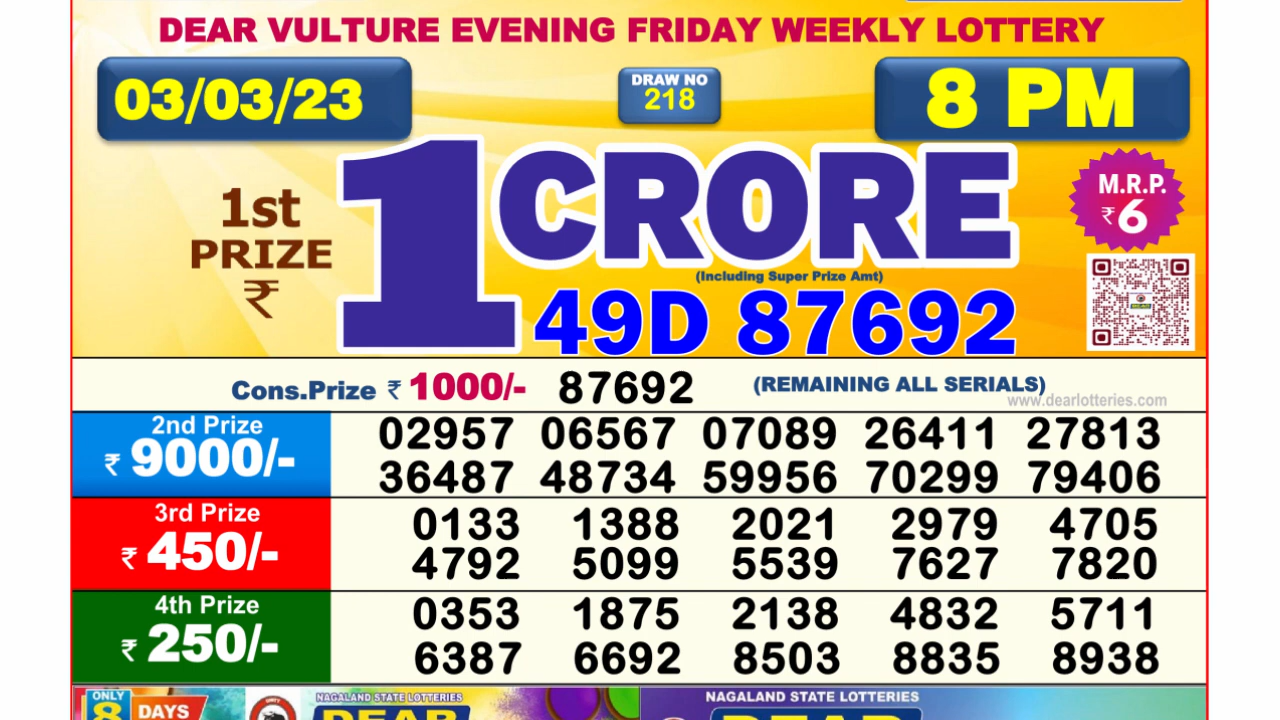 DEAR VULTURE EVENING FRIDAY WEEKLY LOTTERY
03/03/23
DRAW NO
218
8 PM
1st
PRIZE
₹
1 CRORE
(Including Super Prize Amt)
49D 87692
M.R.P.
₹ 6
Cons.Prize ₹ 1000/- 87692 (REMAINING ALL SERIALS)
www.dearlotteries.com
2nd Prize
₹ 9000/-
02957 06567 07089 26411 27813
36487 48734 59956 70299 79406
3rd Prize
₹ 450/-
0133 1388 2021 2979 4705
4792 5099 5539 7627 7820
4th Prize
₹ 250/-
0353 1875 2138 4832 5711
6387 6692 8503 8835 8938
ONLY
8 DAYS
NAGALAND STATE LOTTERIES
DEAR
NAGALAND STATE LOTTERIES
DEAR